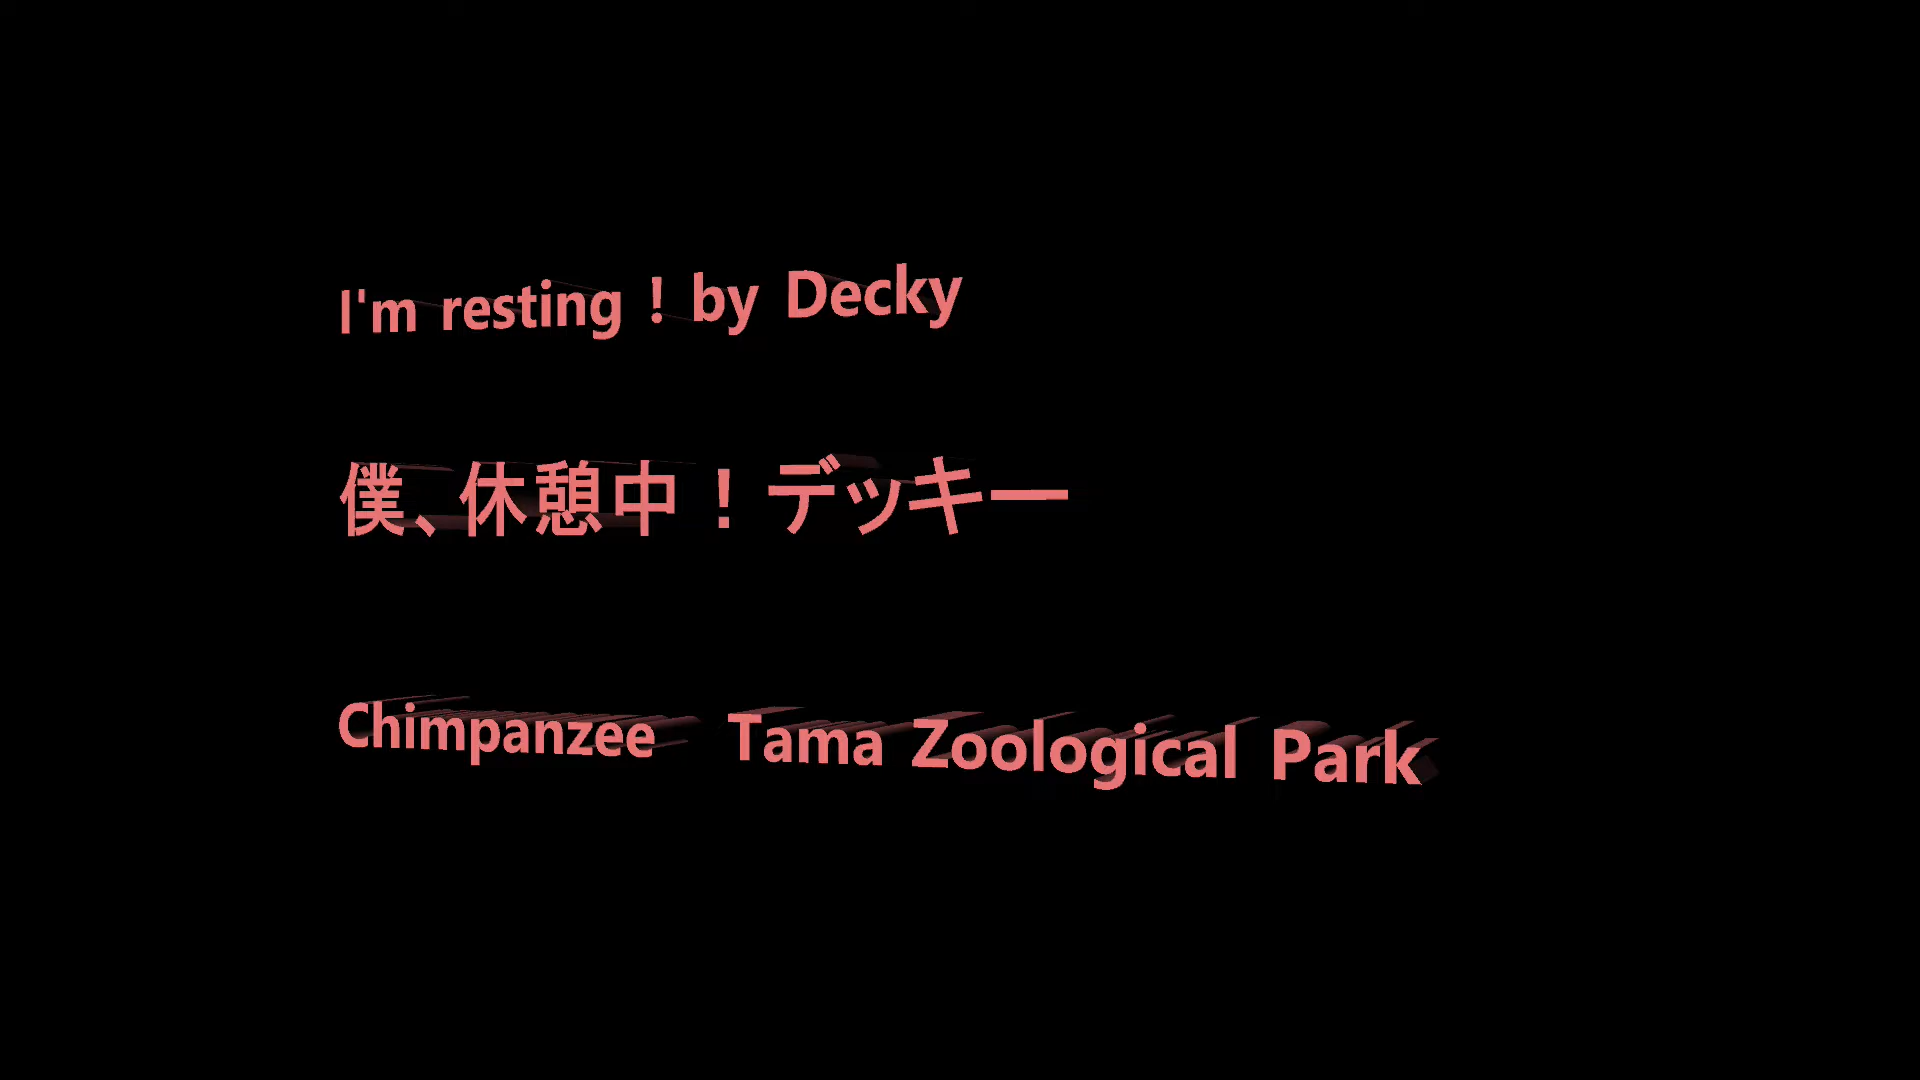 I'm resting ! by Decky
僕、休憩中！デッキー
Chimpanzee　Tama Zoological Park